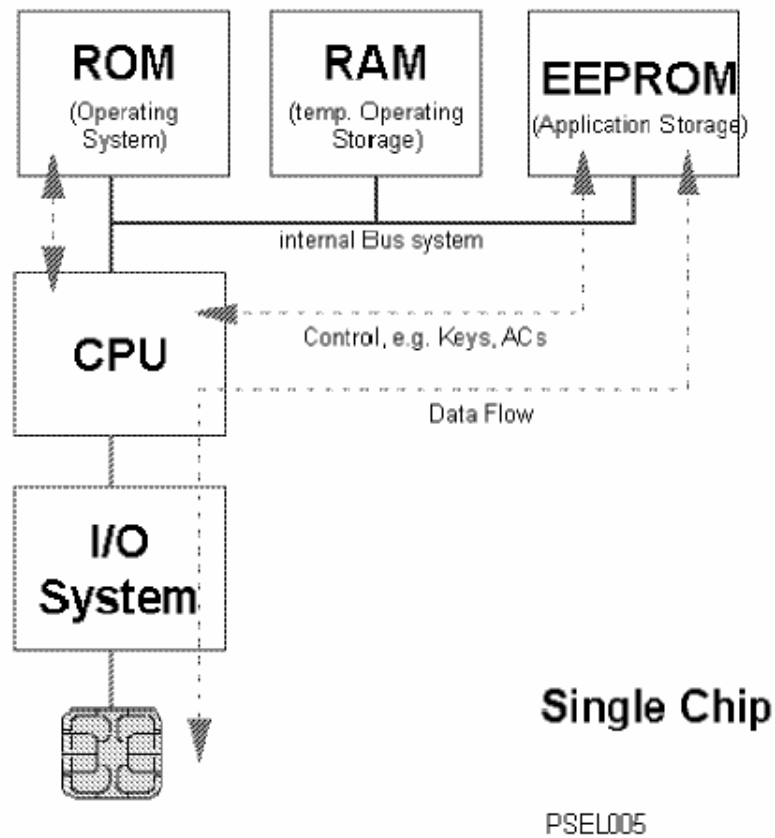 ROM
(Operating
System)
RAM
(temp. Operating
Storage)
EEPROM
(Application Storage)
internal Bus system
CPU
Control, e.g. Keys, ACs
Data Flow
I/O
System
Single Chip
PSEL005